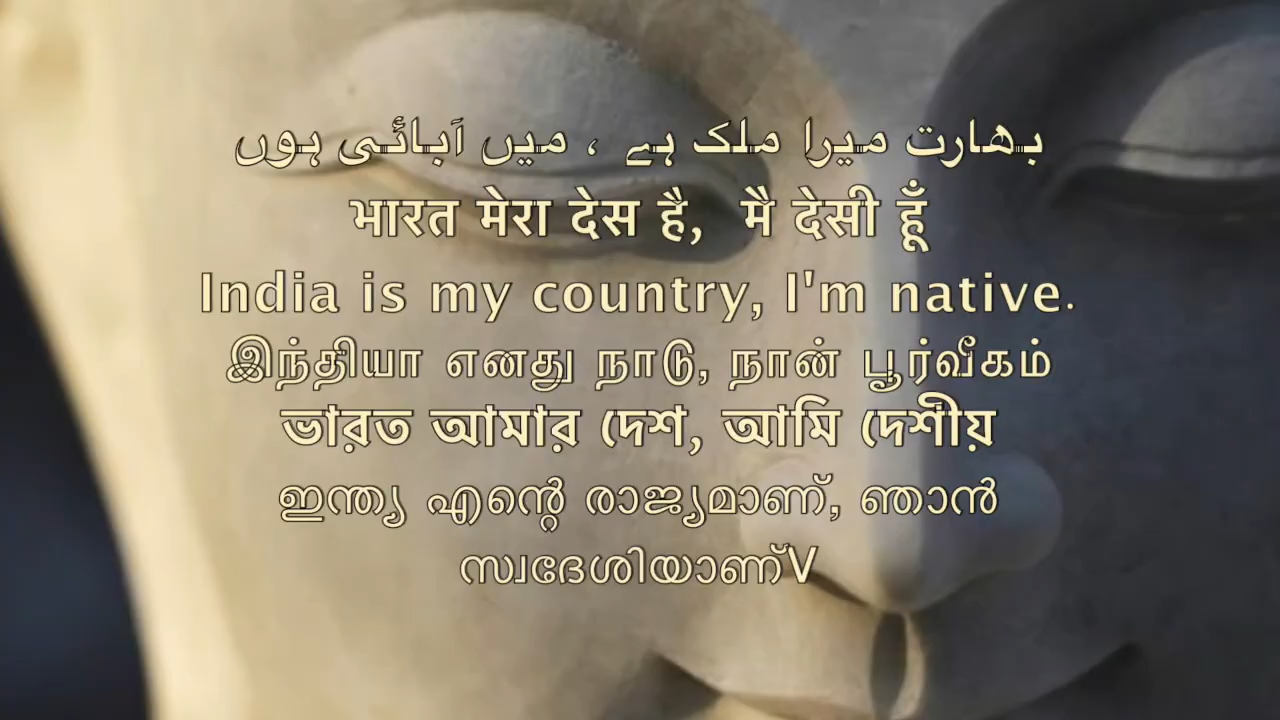 بھارت میرا ملک ہے ، میں آبائی ہوں
भारत मेरा देस है, मै देसी हूँ
India is my country, I'm native.
இந்தியா எனது நாடு, நான் பூர்வீகம்
ভারত আমার দেশ, আমি দেশীয়
ഇന്ത്യ എന്റെ രാജ്യമാണ്, ഞാൻ
സ്വദേശിയാണ്V